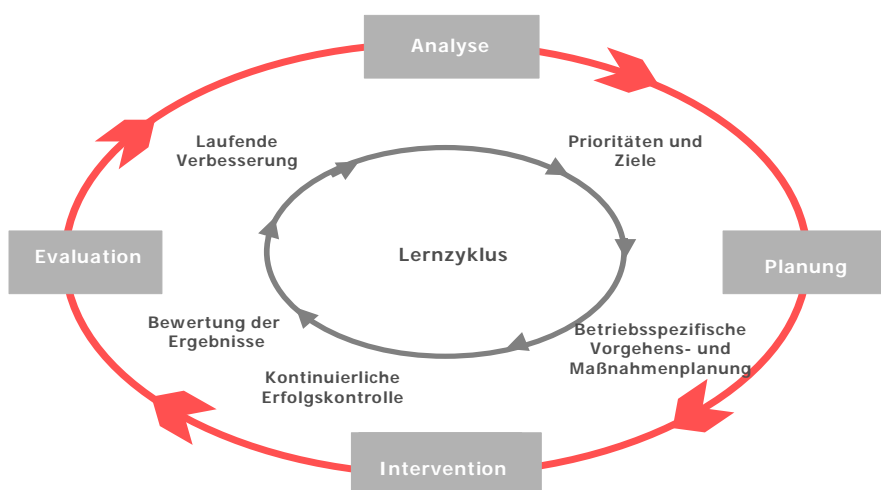 Analyse
Laufende
Verbesserung
Prioritäten und
Ziele
Evaluation
Lernzyklus
Planung
Bewertung der
Ergebnisse
Betriebsspezifische
Vorgehens- und
Maßnahmenplanung
Kontinuierliche
Erfolgskontrolle
Intervention